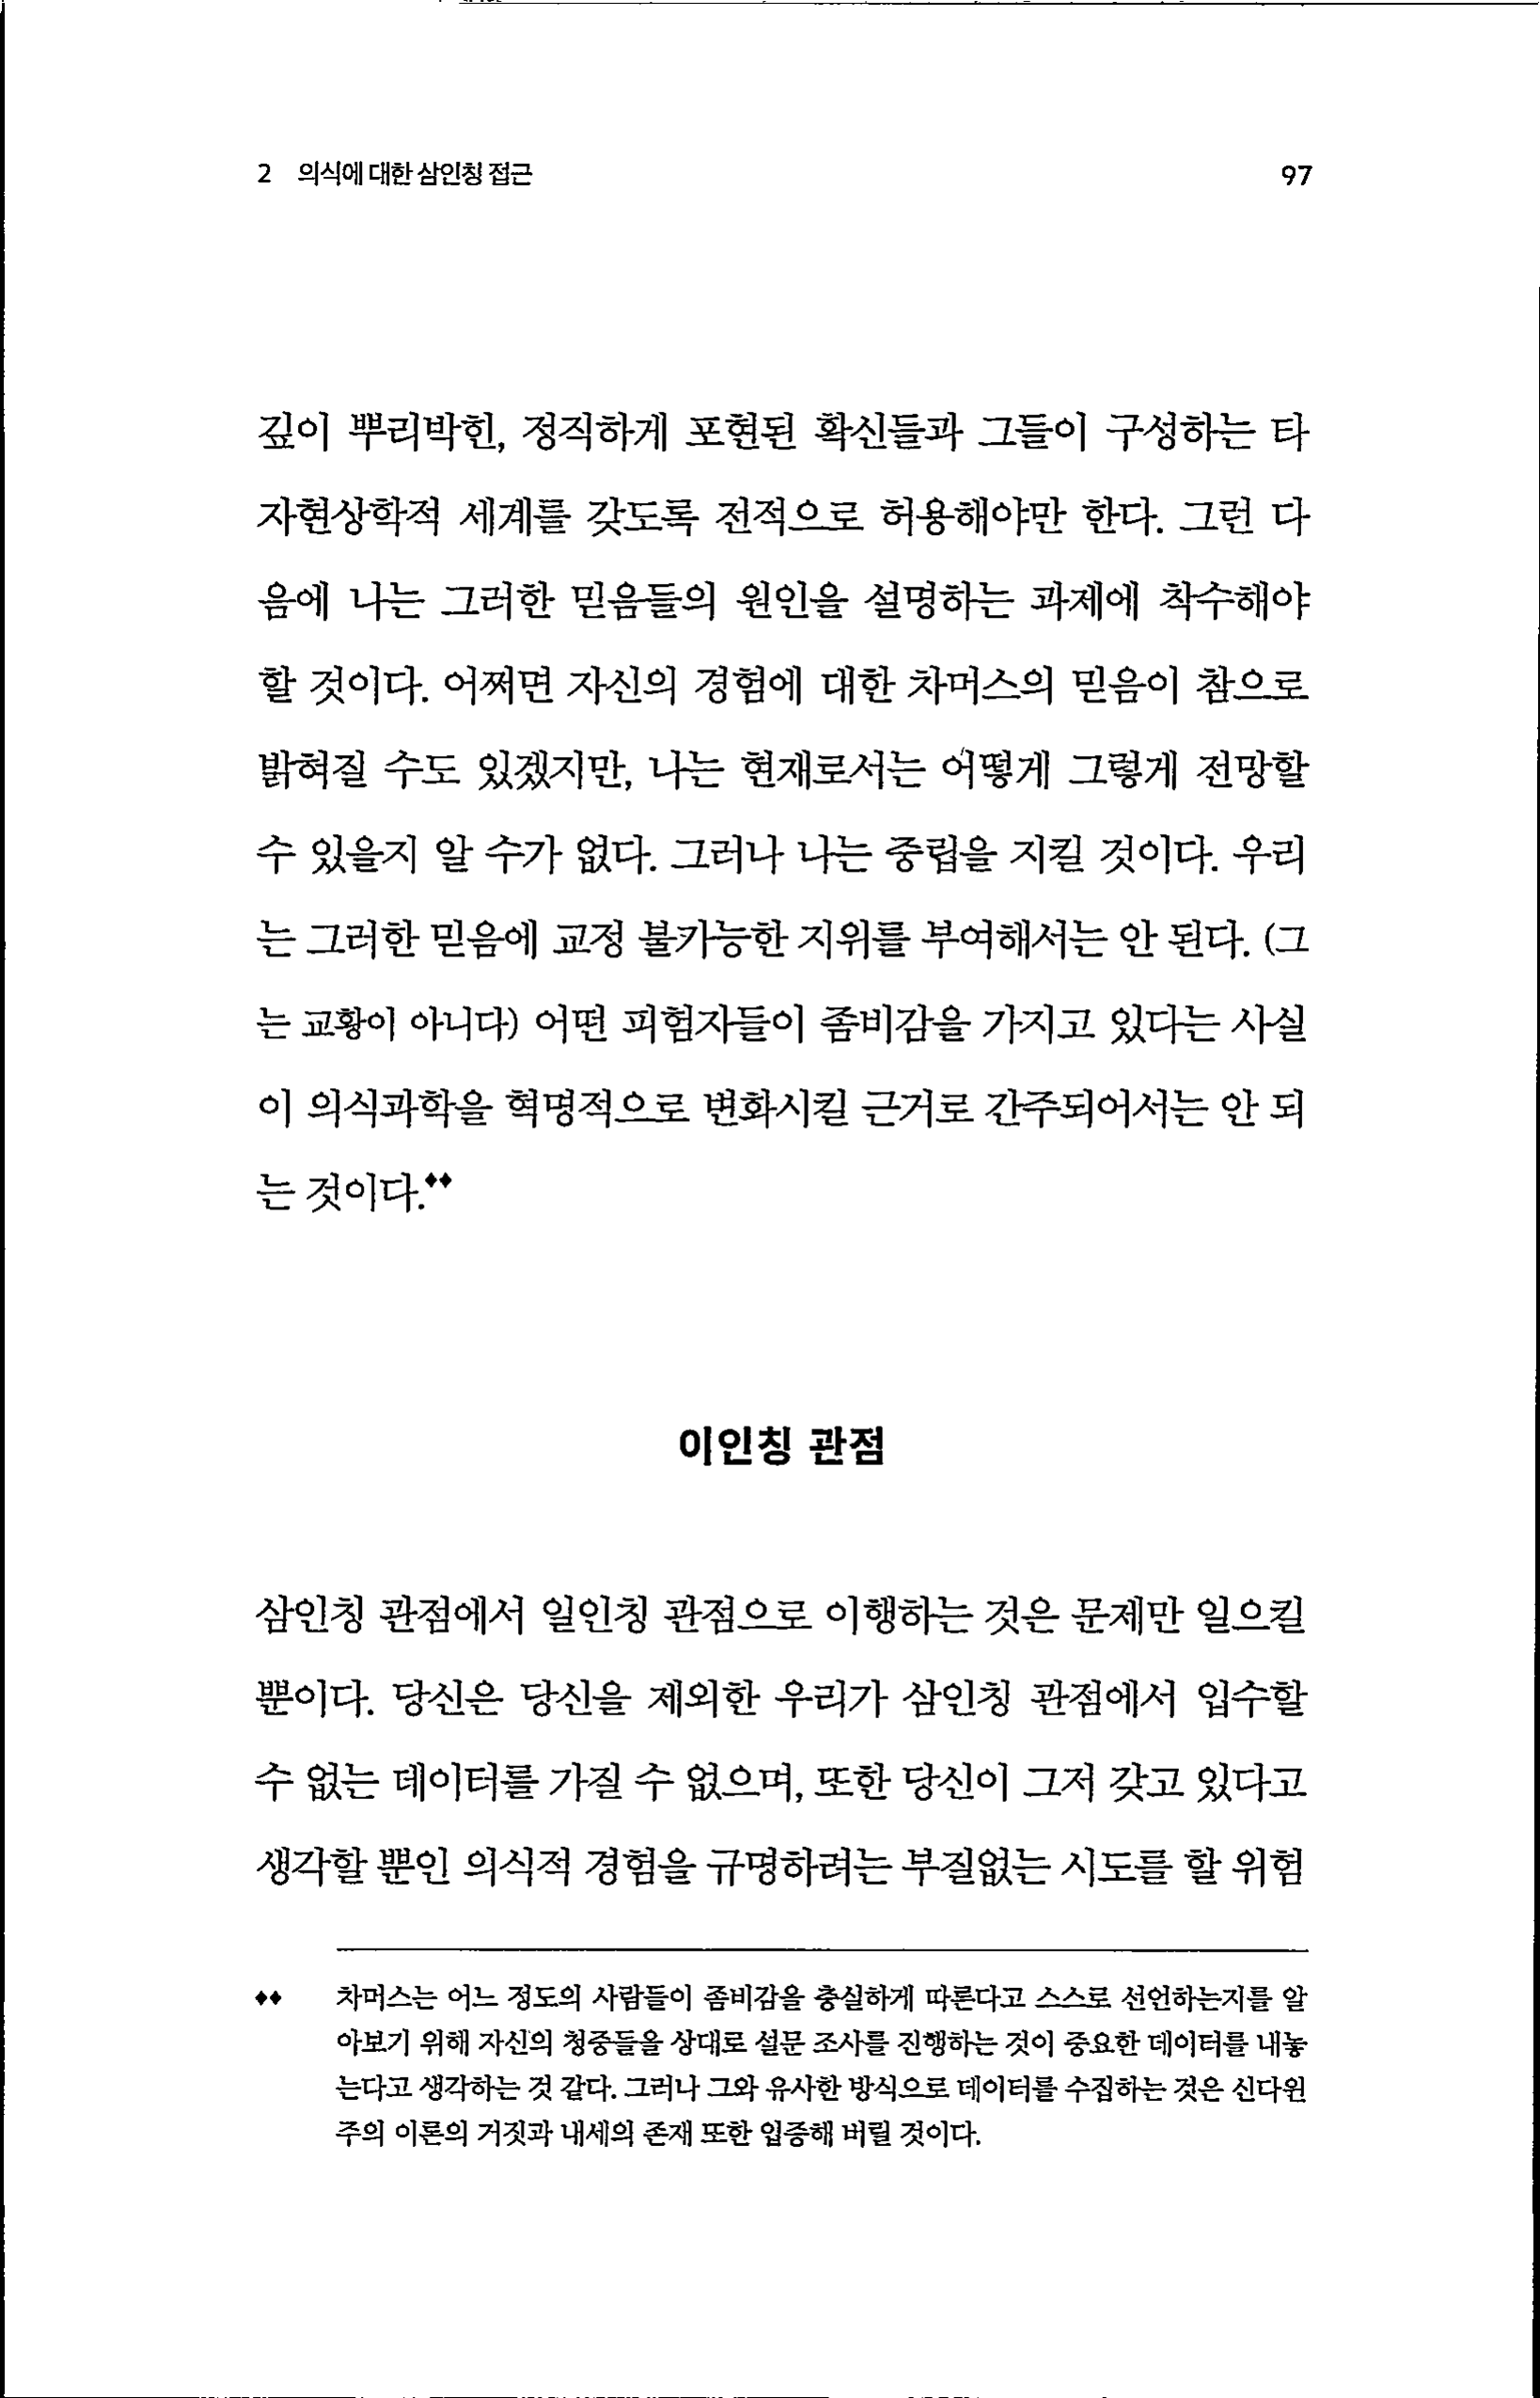 2 의식에 대한 삼인칭 접근 97
깊이 뿌리박힌, 정직하게 포현된 확신들과 그들이 구성하는 타
자현상학적 세계를 갖도록 전적으로 허용해야만 한다. 그런 다
음에 나는 그러한 믿음들의 원인을 설명하는 과제에 착수해야
할 것이다. 어쩌면 자신의 경험에 대한 차머스의 믿음이 참으로
밝혀질 수도 있겠지만, 나는 현재로서는 어떻게 그렇게 전망할
수 있을지 알 수가 없다. 그러나 나는 중립을 지킬 것이다. 우리
는 그러한 믿음에 교정 불가능한 지위를 부여해서는 안 된다. (그
는 교황이 아니다) 어떤 피험자들이 좀비감을 가지고 있다는 사실
이 의식과학을 혁명적으로 변화시킬 근거로 간주되어서는 안 되
는 것이다.♦♦
이인칭 관점
삼인칭 관점에서 일인칭 관점으로 이행하는 것은 문제만 일으킬
뿐이다. 당신은 당신을 제외한 우리가 삼인칭 관점에서 입수할
수 없는 데이터를 가질 수 없으며, 또한 당신이 그저 갖고 있다고
생각할 뿐인 의식적 경험을 규명하려는 부질없는 시도를 할 위험
♦♦ 차머스는 어느 정도의 사람들이 좀비감을 충실하게 따른다고 스스로 선언하는지를 알
아보기 위해 자신의 청중들을 상대로 설문 조사를 진행하는 것이 중요한 데이터를 내놓
는다고 생각하는 것 같다. 그러나 그와 유사한 방식으로 데이터를 수집하는 것은 신다윈
주의 이론의 거짓과 내세의 존재 또한 입증해 버릴 것이다.